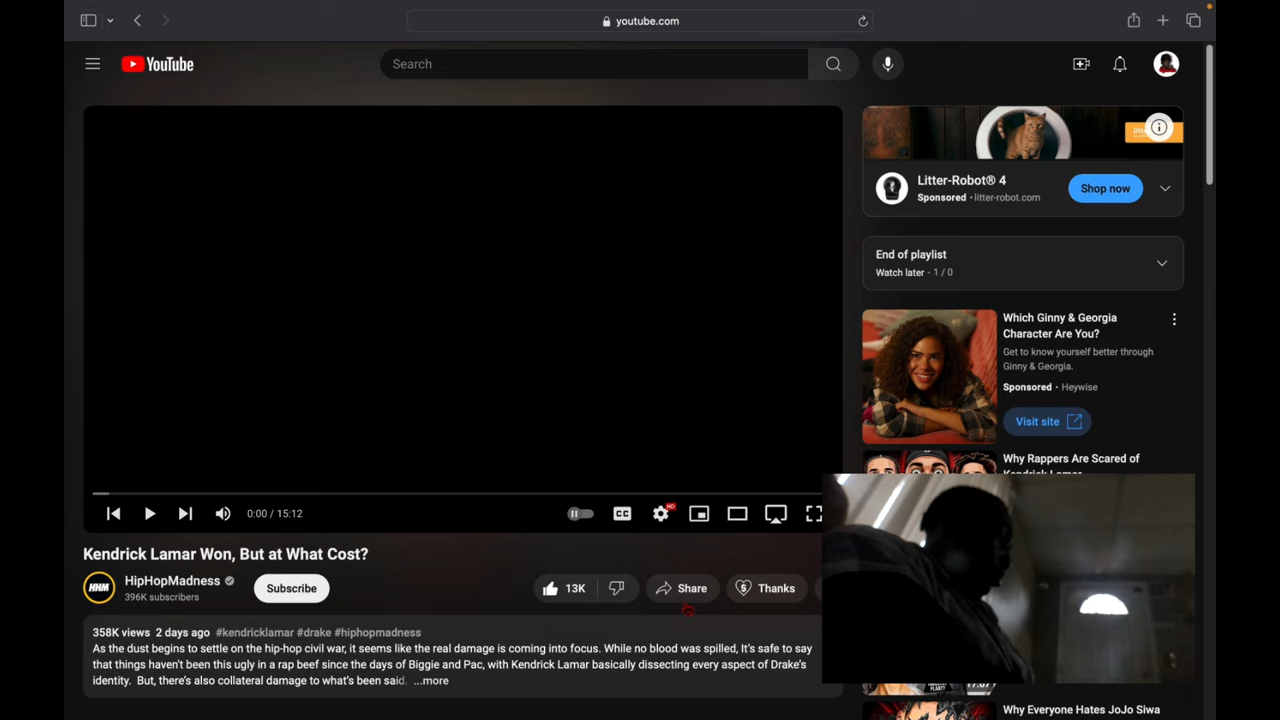 youtube.com
YouTube
Search
Litter-Robot® 4
Sponsored · litter-robot.com
Shop now
End of playlist
Watch later - 1 / 0
Which Ginny & Georgia
Character Are You?
Get to know yourself better through
Ginny & Georgia.
Sponsored · Heywise
Visit site
Why Rappers Are Scared of
Kendrick Lamar
CC
HD
0:00 / 15:12
Kendrick Lamar Won, But at What Cost?
HHM
HipHopMadness
396K subscribers
Subscribe
13K
Share
Thanks
358K views 2 days ago #kendricklamar #drake #hiphopmadness
As the dust begins to settle on the hip-hop civil war, it seems like the real damage is coming into focus. While no blood was spilled, It's safe to say
that things haven't been this ugly in a rap beef since the days of Biggie and Pac, with Kendrick Lamar basically dissecting every aspect of Drake's
identity. But, there's also collateral damage to what's been said. ...more
Why Everyone Hates JoJo Siwa